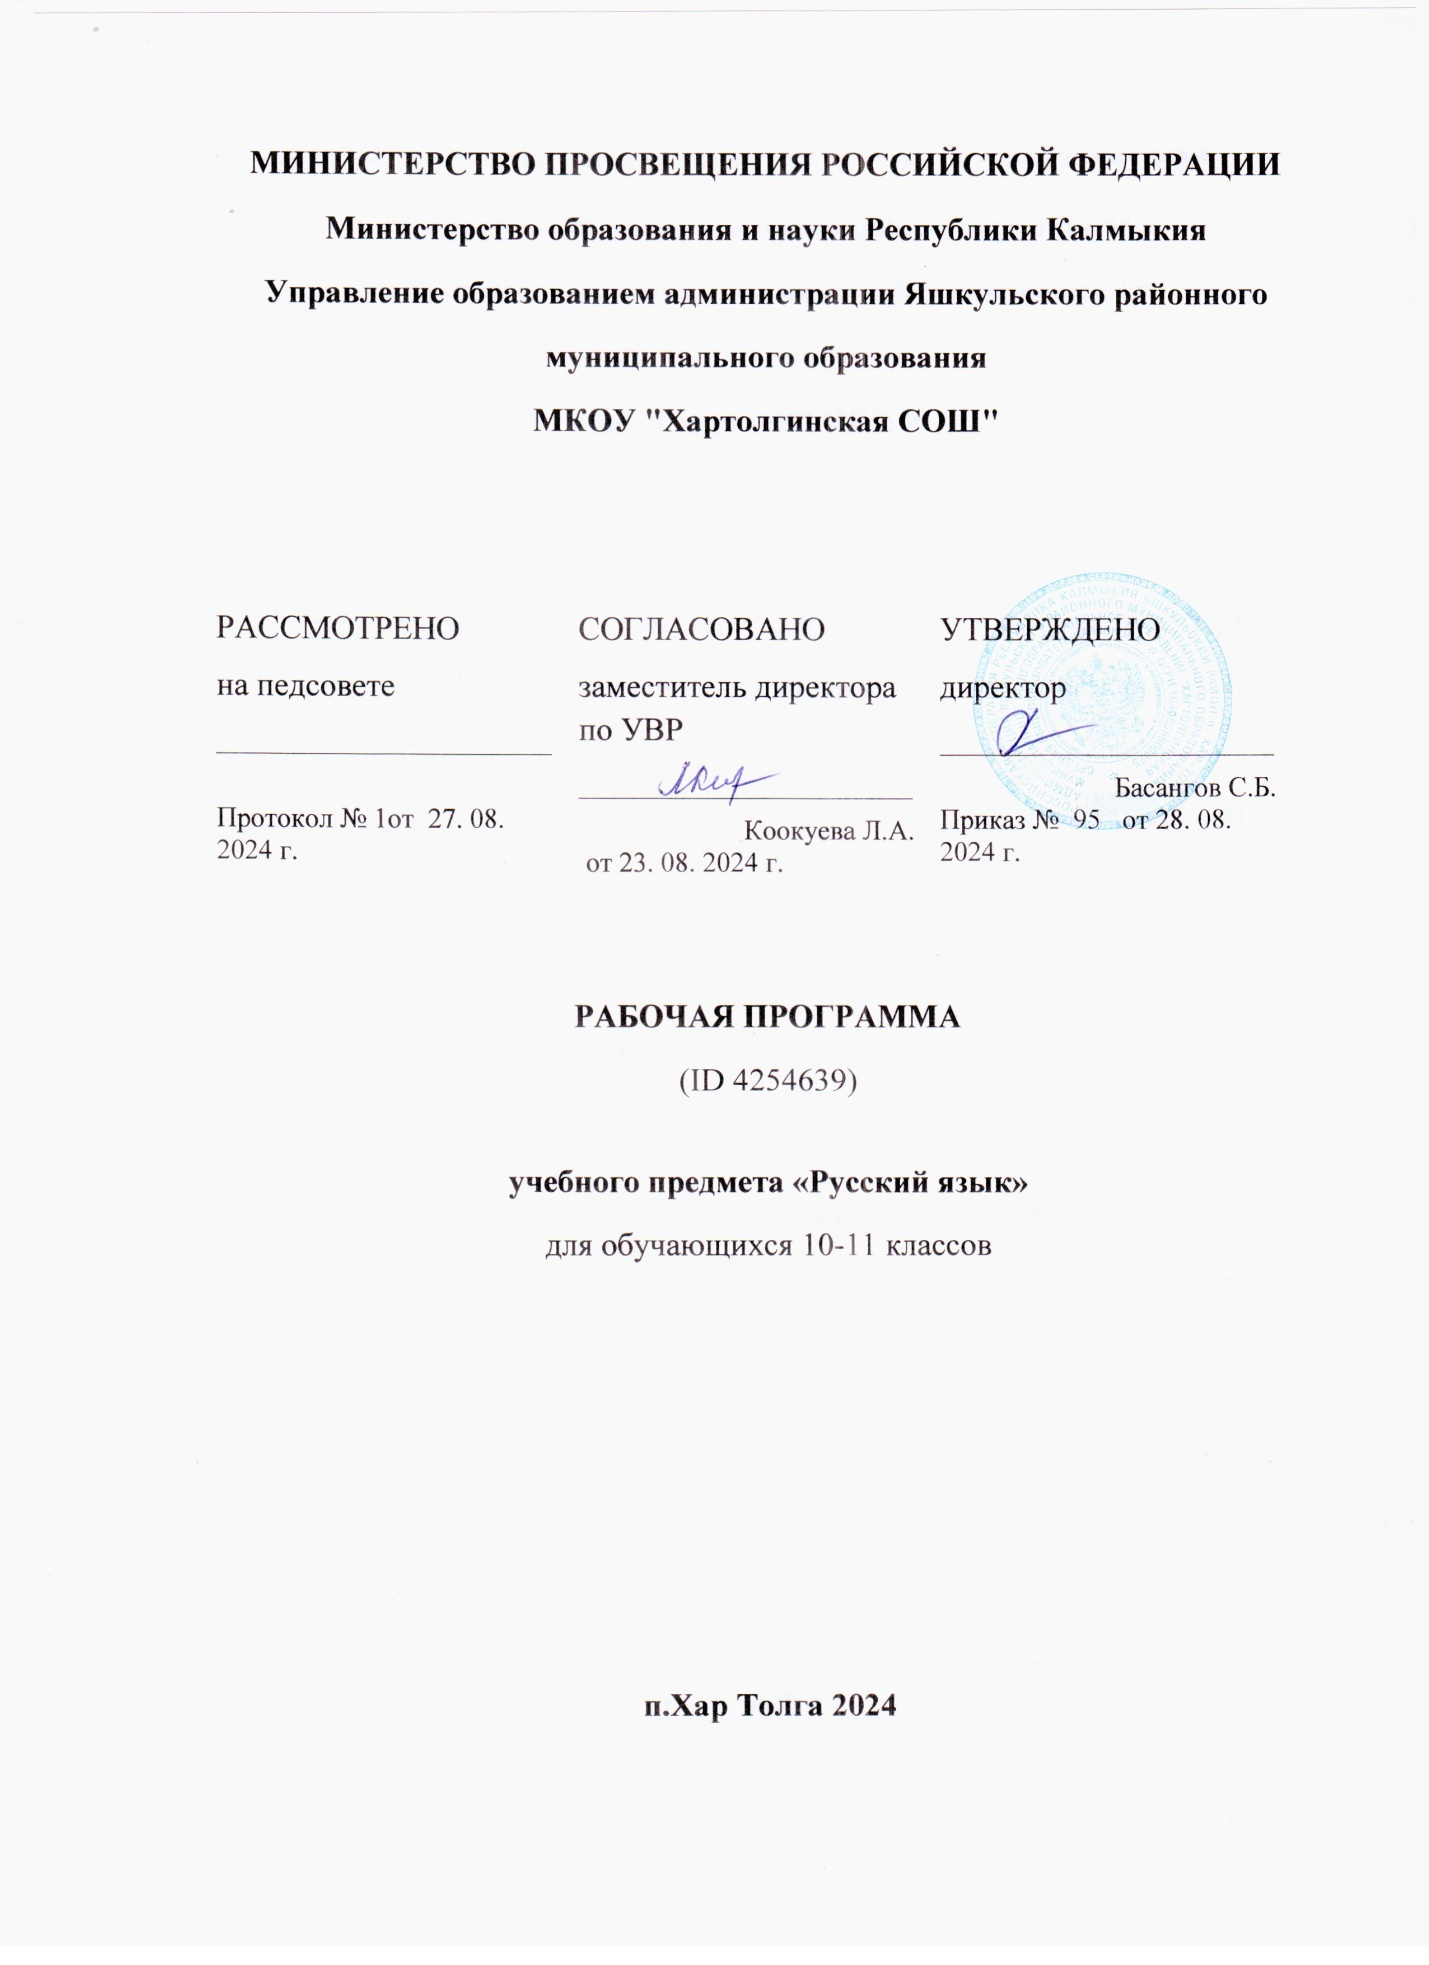 МИНИСТЕРСТВО ПРОСВЕЩЕНИЯ РОССИЙСКОЙ ФЕДЕРАЦИИ
Министерство образования и науки Республики Калмыкия
Управление образованием администрации Яшкульского районного
муниципального образования
МКОУ "Хартолгинская СОШ"
РАССМОТРЕНО
на педсовете
Протокол № 1от 27. 08.
2024 г.
СОГЛАСОВАНО
заместитель директора
по УВР
Коокуева Л.А.
от 23. 08. 2024 г.
УТВЕРЖДЕНО
директор
Басангов С.Б.
Приказ № 95 от 28. 08.
2024 г.
РАБОЧАЯ ПРОГРАММА
(ID 4254639)
учебного предмета «Русский язык»
для обучающихся 10-11 классов
п.Хар Толга 2024